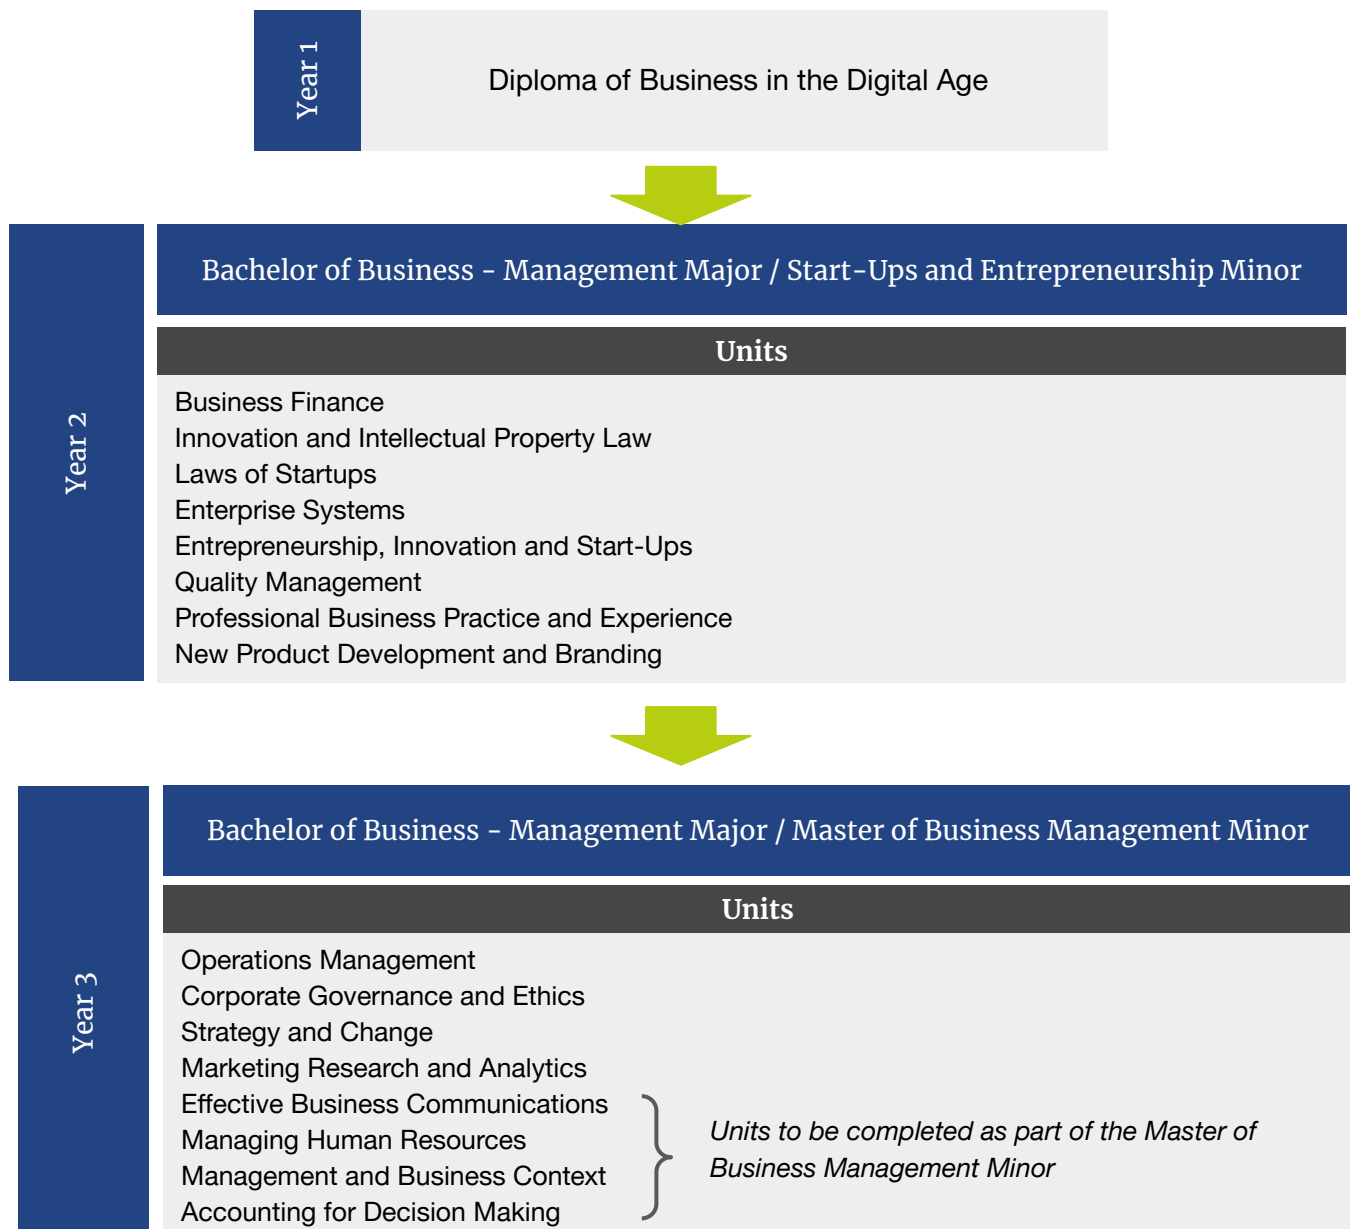 Year 1
Diploma of Business in the Digital Age
Year 2
Bachelor of Business - Management Major / Start-Ups and Entrepreneurship Minor
Units
Business Finance
Innovation and Intellectual Property Law
Laws of Startups
Enterprise Systems
Entrepreneurship, Innovation and Start-Ups
Quality Management
Professional Business Practice and Experience
New Product Development and Branding
Year 3
Bachelor of Business - Management Major / Master of Business Management Minor
Units
Operations Management
Corporate Governance and Ethics
Strategy and Change
Marketing Research and Analytics
Effective Business Communications
Managing Human Resources
Management and Business Context
Accounting for Decision Making
Units to be completed as part of the Master of
Business Management Minor